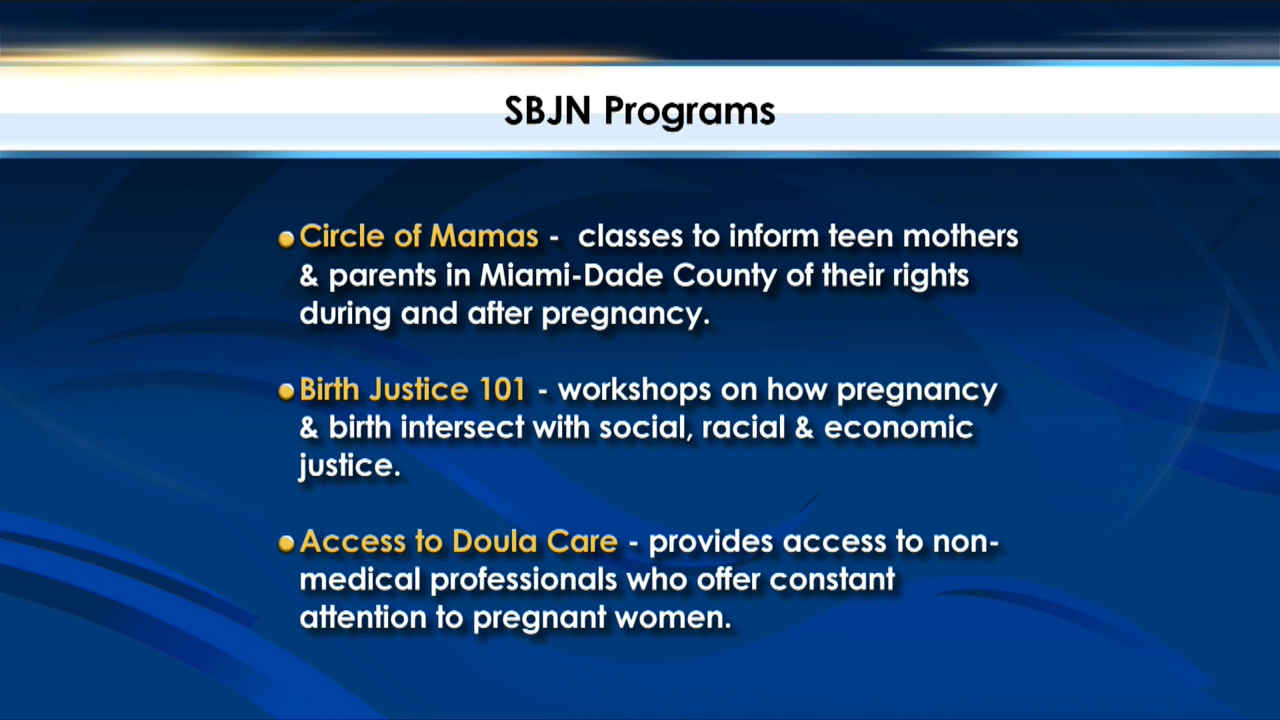 SBJN Programs
Circle of Mamas -  classes to inform teen mothers
& parents in Miami-Dade County of their rights
during and after pregnancy.
Birth Justice 101 - workshops on how pregnancy
& birth intersect with social, racial & economic
justice.
Access to Doula Care - provides access to non-
medical professionals who offer constant
attention to pregnant women.